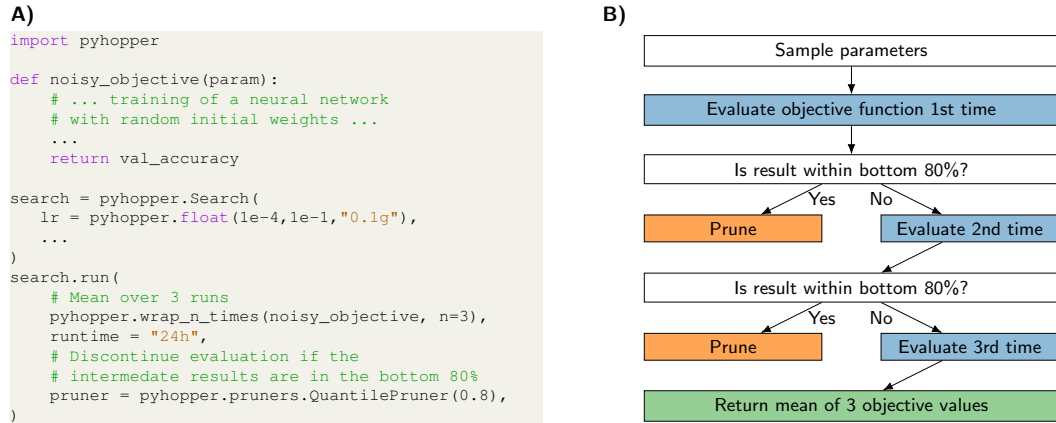 A)
import pyhopper
def noisy_objective(param):
# ... training of a neural network
# with random initial weights ...
...
return val_accuracy
search = pyhopper.Search(
lr = pyhopper.float(1e-4,1e-1,"0.1g"),
...
)
search.run(
# Mean over 3 runs
pyhopper.wrap_n_times(noisy_objective, n=3),
runtime = "24h",
# Discontinue evaluation if the
# intermedate results are in the bottom 80%
pruner = pyhopper.pruners.QuantilePruner(0.8),
)
B)
Sample parameters
Evaluate objective function 1st time
Is result within bottom 80%?
Yes No
Prune Evaluate 2nd time
Is result within bottom 80%?
Yes No
Prune Evaluate 3rd time
Return mean of 3 objective values